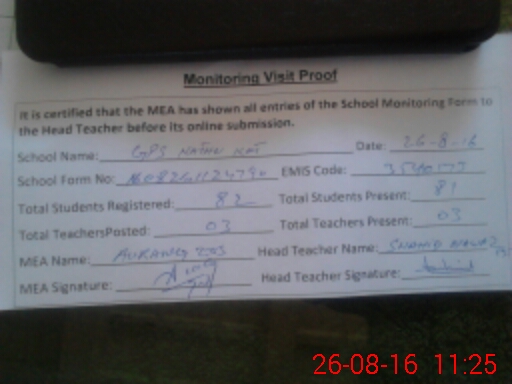 Monitoring Visit Proof
It is certified that the MEA has shown all entries of the School Monitoring Form to
the Head Teacher before its online submission.
School Name: GPS Date: 26-8-16
School Form No: EMIS Code:
Total Students Registered: 82 Total Students Present: 81
Total TeachersPosted: 03 Total Teachers Present: 03
MEA Name: Head Teacher Name: SHAHID NAWAZ
MEA Signature: Head Teacher Signature:
26-08-16 11:25